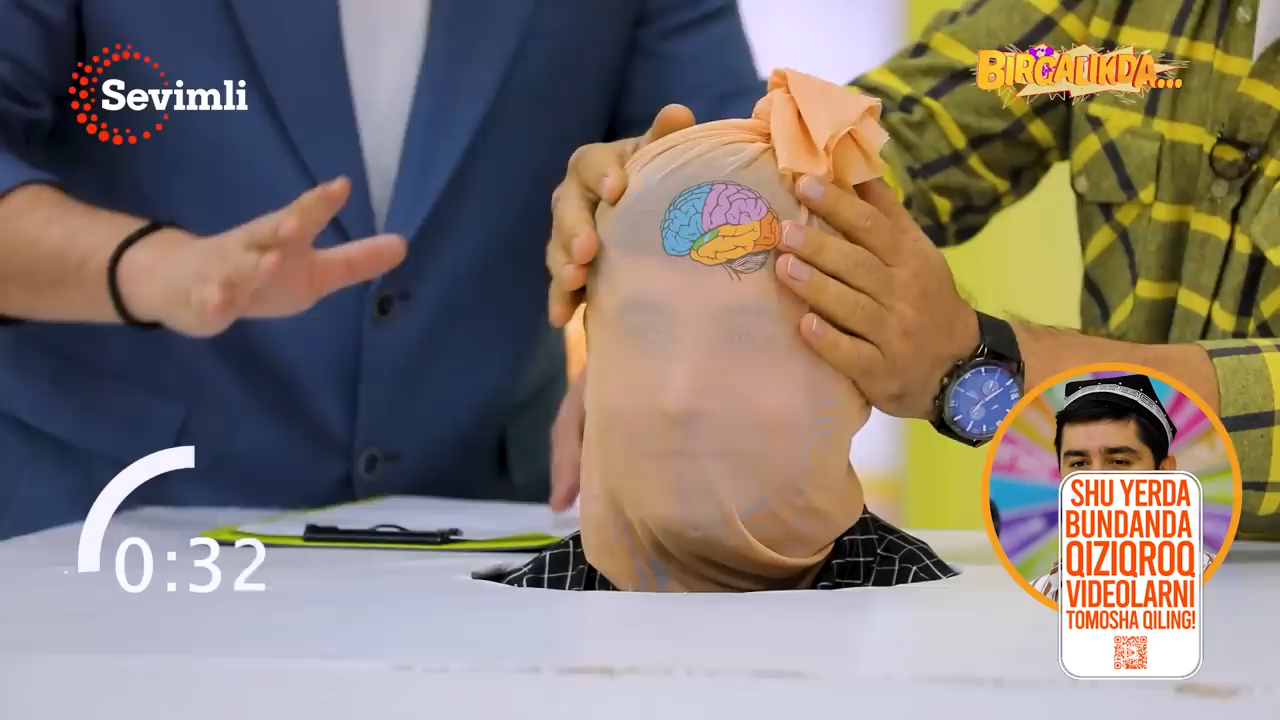 Sevimli
BIRGALIKDA...
0:32
SHU YERDA
BUNDANDA
QIZIQROQ
VIDEOLARNI
TOMOSHA QILING!